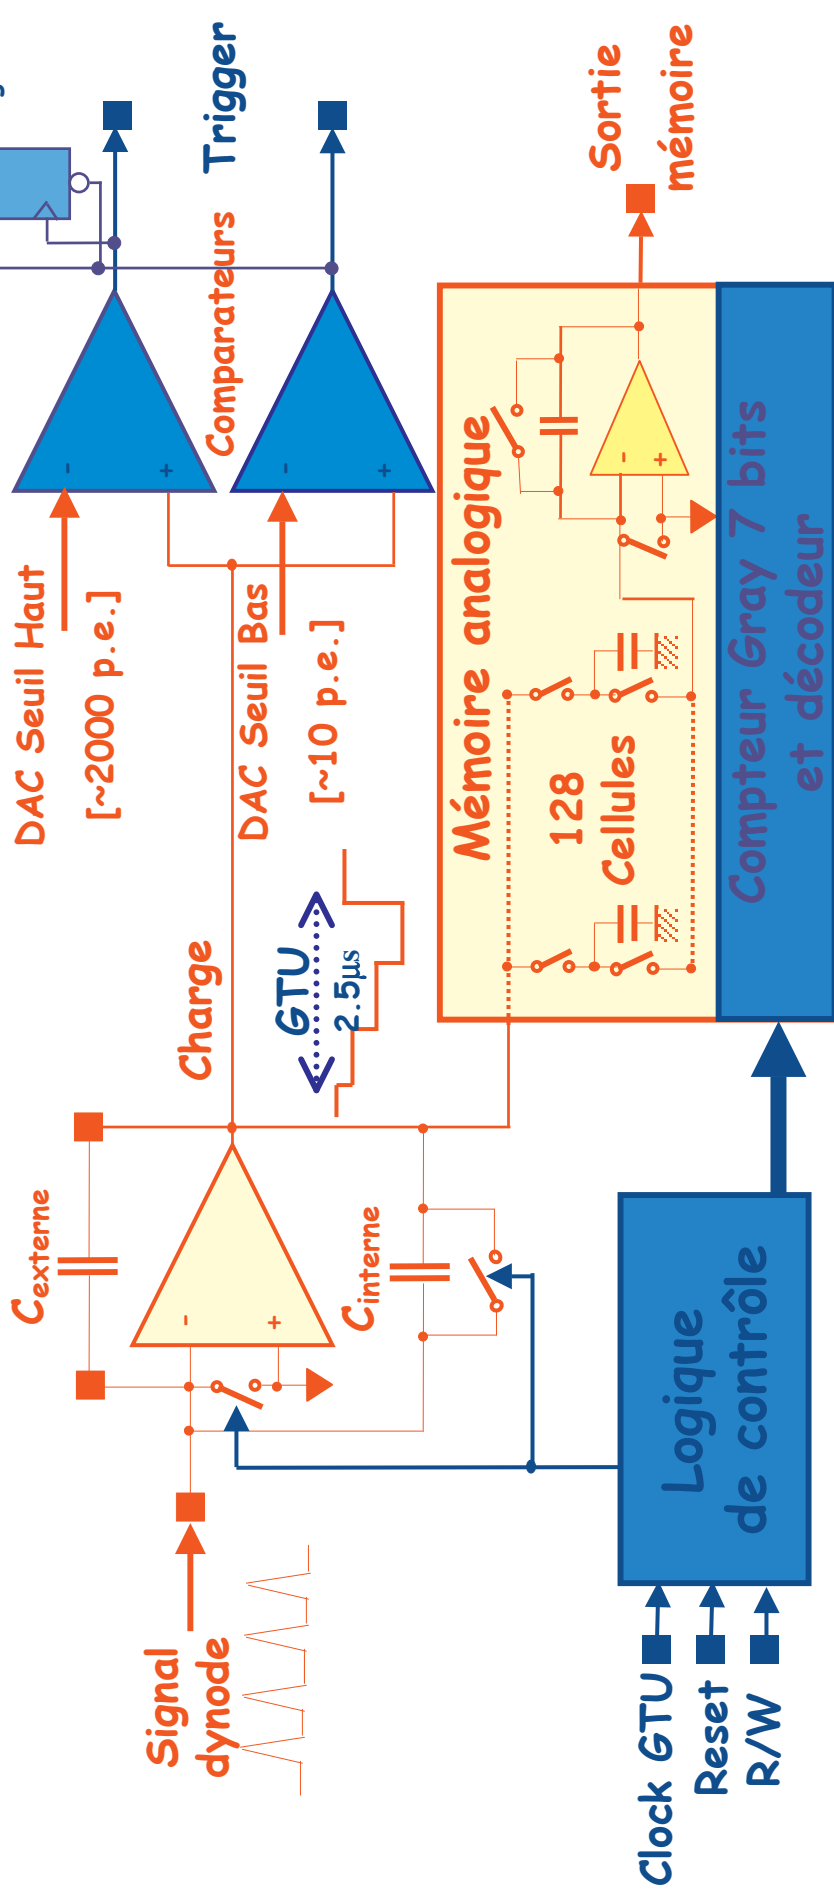 Signal
dynode
Clock GTU
Reset
R/W
Logique
de contrôle
Cexterne
-
+
Cinterne
Charge
GTU
2.5µs
DAC Seuil Haut
[~2000 p.e.]
DAC Seuil Bas
[~10 p.e.]
-
+
-
+
Comparateurs
Trigger
Mémoire analogique
128
Cellules
-
+
Compteur Gray 7 bits
et décodeur
Sortie
mémoire